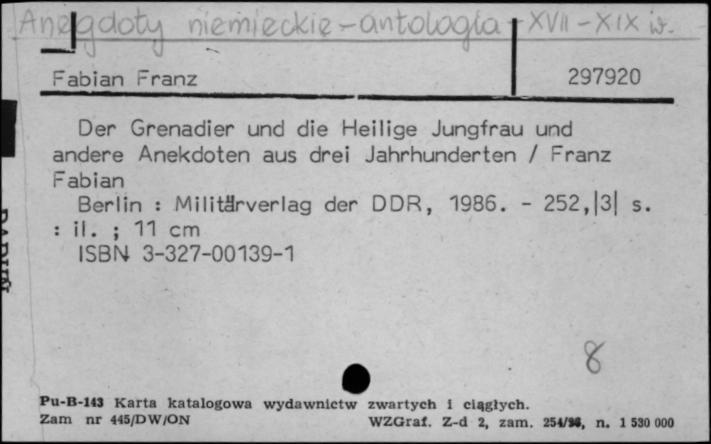 Anegdoty niemieckie - antologia - XVII - XIX w.
Fabian Franz 297920
Der Grenadier und die Heilige Jungfrau und
andere Anekdoten aus drei Jahrhunderten / Franz
Fabian
Berlin : Militärverlag der DDR, 1986. - 252,|3| s.
: il. ; 11 cm
ISBN 3-327-00139-1
8
Pu-B-143 Karta katalogowa wydawnictw zwartych i ciągłych.
Zam nr 445/DW/ON WZGraf. Z-d 2, zam. 254/ n. 1 530 000